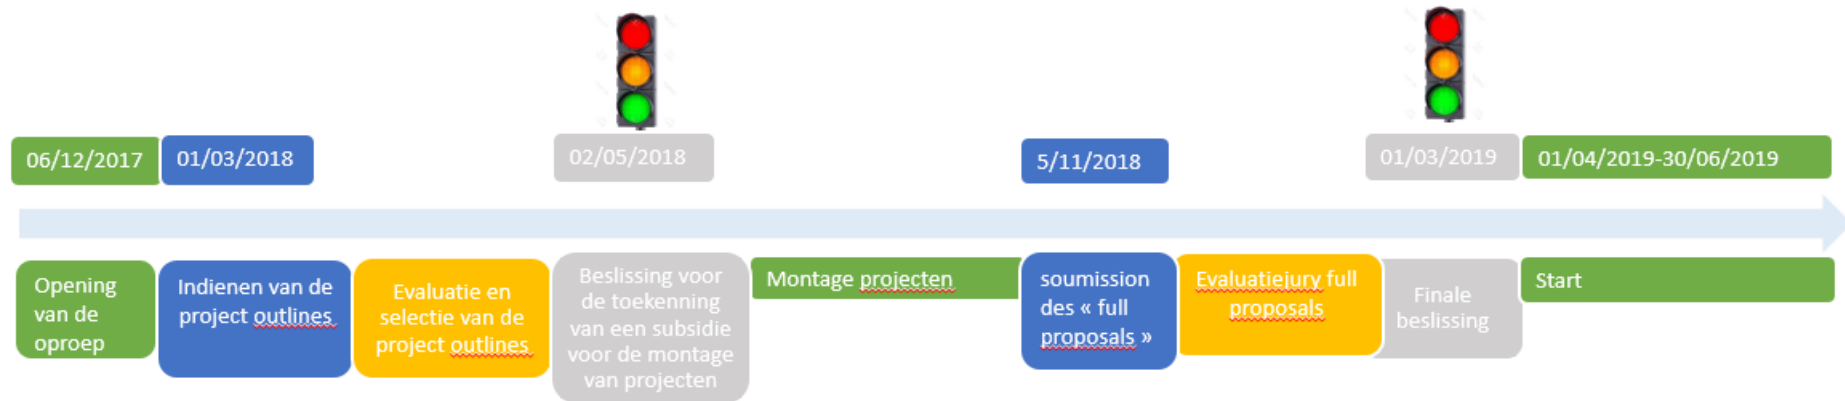 06/12/2017
01/03/2018
02/05/2018
5/11/2018
01/03/2019
01/04/2019-30/06/2019
Opening
van de
oproep
Indienen van de
project outlines
Evaluatie en
selectie van de
project outlines
Beslissing voor
de toekenning
van een subsidie
voor de montage
van projecten
Montage projecten
soumission
des « full
proposals »
Evaluatiejury full
proposals
Finale
beslissing
Start